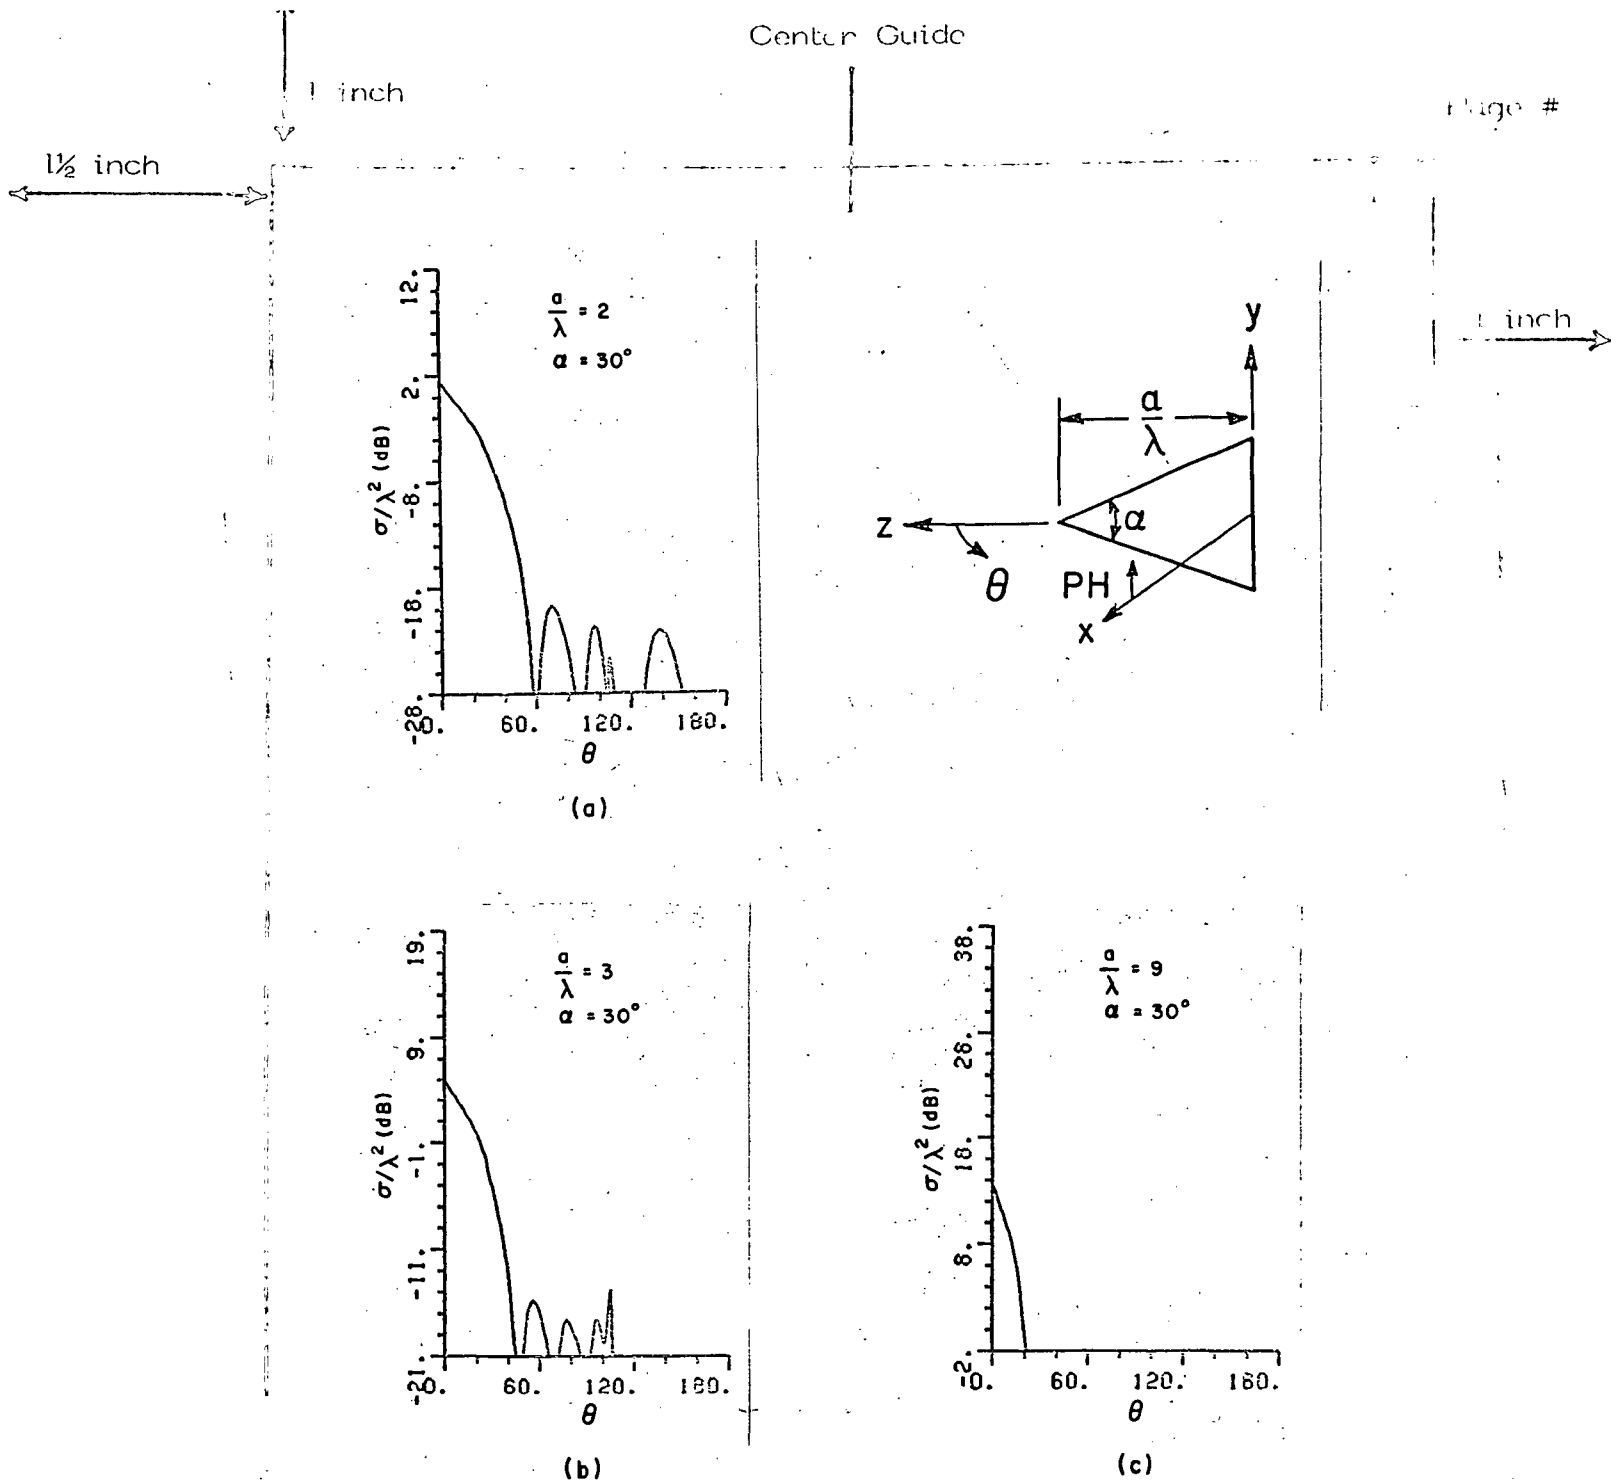 Center Guide
1 inch
#
1½ inch
inch
12.
2.
-8.
-18.
-28.
σ/λ² (dB)
a/λ = 2
α = 30°
0. 60. 120. 180.
θ
(a)
y
a/λ
z
α
θ
PH
x
19.
9.
-1.
-11.
-21.
σ/λ² (dB)
a/λ = 3
α = 30°
0. 60. 120. 180.
θ
(b)
38.
28.
18.
8.
-2.
σ/λ² (dB)
a/λ = 9
α = 30°
0. 60. 120. 180.
θ
(c)